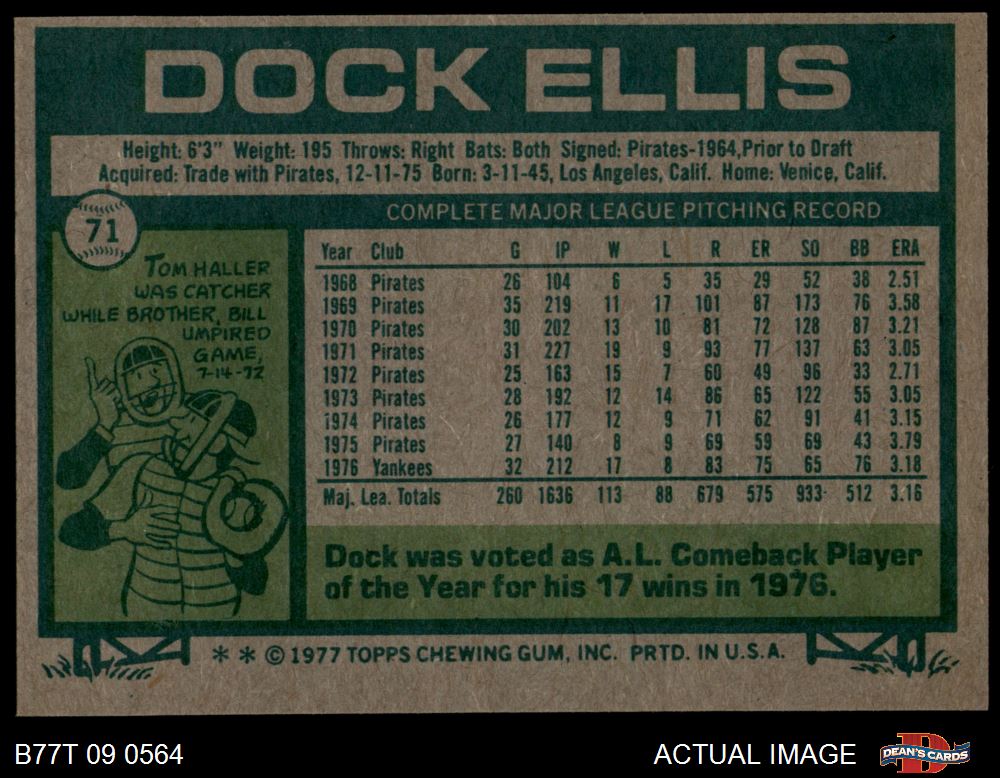 DOCK ELLIS
Height: 6'3" Weight: 195 Throws: Right Bats: Both Signed: Pirates-1964,Prior to Draft
Acquired: Trade with Pirates, 12-11-75 Born: 3-11-45, Los Angeles, Calif. Home: Venice, Calif.
71
TOM HALLER
WAS CATCHER
WHILE BROTHER, BILL
UMPIRED
GAME,
7-14-72
COMPLETE MAJOR LEAGUE PITCHING RECORD
Year Club G IP W L R ER SO BB ERA
1968 Pirates 26 104 6 5 35 29 52 38 2.51
1969 Pirates 35 219 11 17 101 87 173 76 3.58
1970 Pirates 30 202 13 10 81 72 128 87 3.21
1971 Pirates 31 227 19 9 93 77 137 63 3.05
1972 Pirates 25 163 15 7 60 49 96 33 2.71
1973 Pirates 28 192 12 14 86 65 122 55 3.05
1974 Pirates 26 177 12 9 71 62 91 41 3.15
1975 Pirates 27 140 8 9 69 59 69 43 3.79
1976 Yankees 32 212 17 8 83 75 65 76 3.18
Maj. Lea. Totals 260 1636 113 88 679 575 933 512 3.16
Dock was voted as A.L. Comeback Player
of the Year for his 17 wins in 1976.
* * © 1977 TOPPS CHEWING GUM, INC. PRTD. IN U.S.A.
B77T 09 0564
ACTUAL IMAGE
DEAN'S CARDS